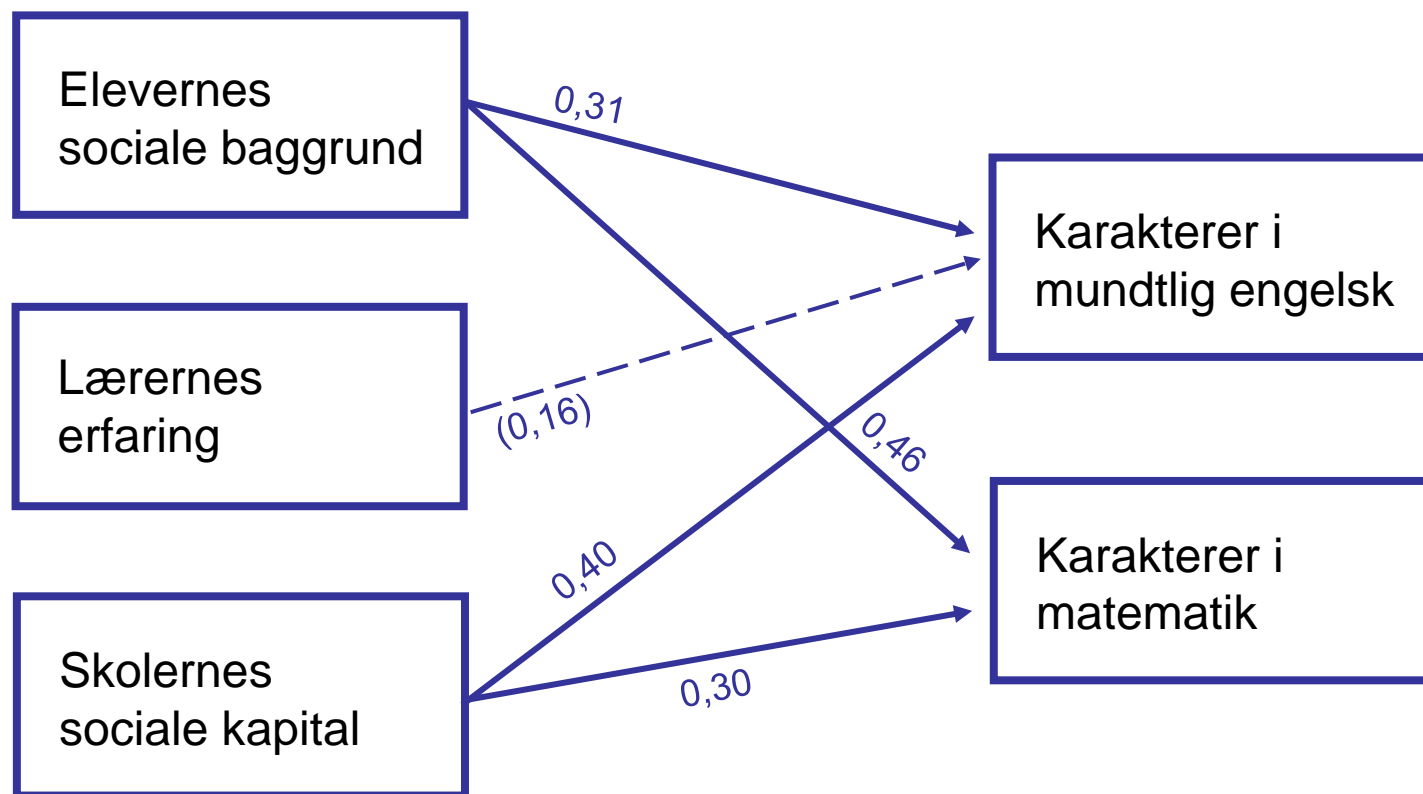 Elevernes
sociale baggrund
0,31
Karakterer i
mundtlig engelsk
Lærernes
erfaring
(0,16)
0,46
0,40
Karakterer i
matematik
Skolernes
sociale kapital
0,30